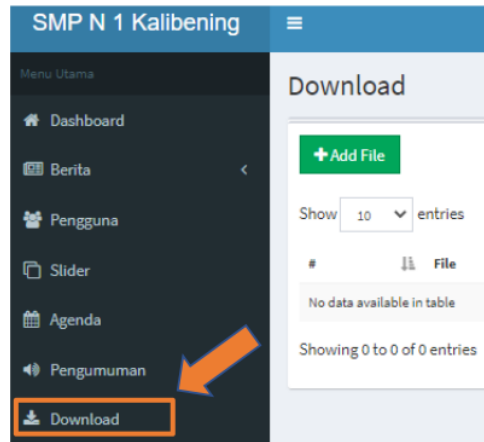 SMP N 1 Kalibening
Menu Utama
Dashboard
Berita
Pengguna
Slider
Agenda
Pengumuman
Download
Download
+Add File
Show 10 entries
# File
No data available in table
Showing 0 to 0 of 0 entries